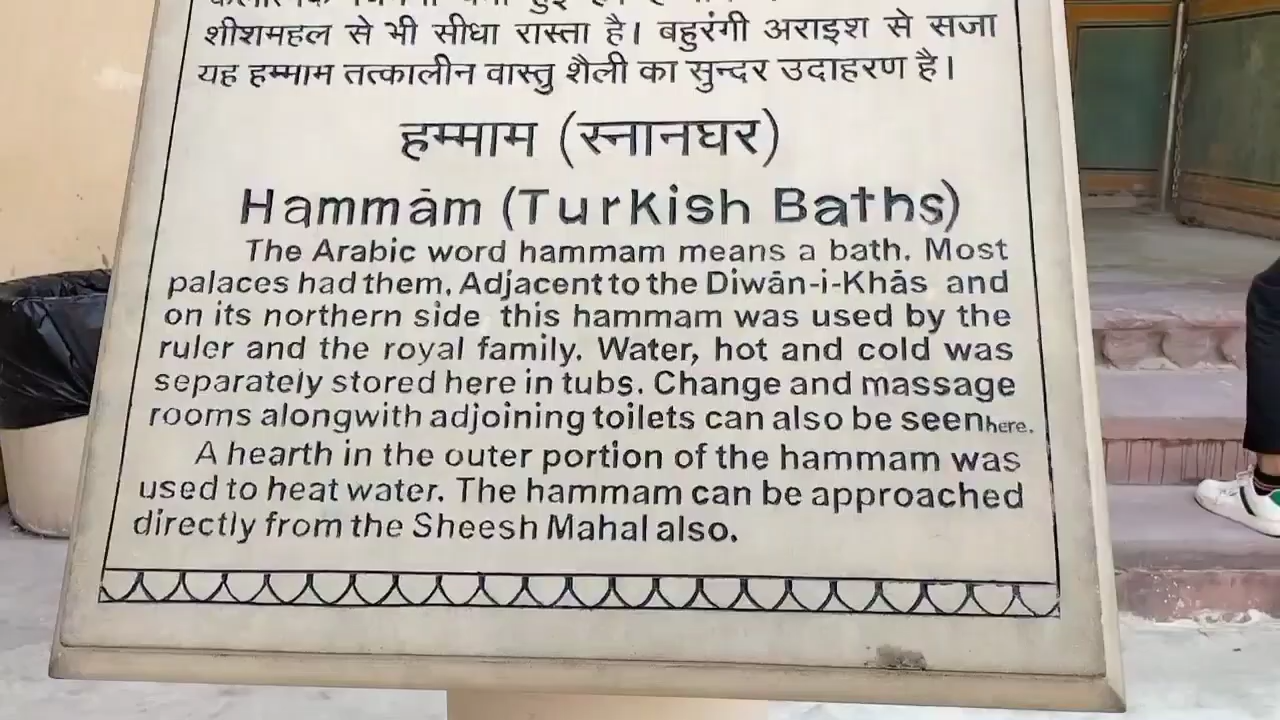 शीशमहल से भी सीधा रास्ता है। बहुरंगी अराइश से सजा
यह हम्माम तत्कालीन वास्तु शैली का सुन्दर उदाहरण है।
हम्माम (स्नानघर)
Hammām (Turkish Baths)
The Arabic word hammam means a bath. Most
palaces had them. Adjacent to the Diwān-i-Khās and
on its northern side this hammam was used by the
ruler and the royal family. Water, hot and cold was
separately stored here in tubs. Change and massage
rooms alongwith adjoining toilets can also be seen here.
A hearth in the outer portion of the hammam was
used to heat water. The hammam can be approached
directly from the Sheesh Mahal also.